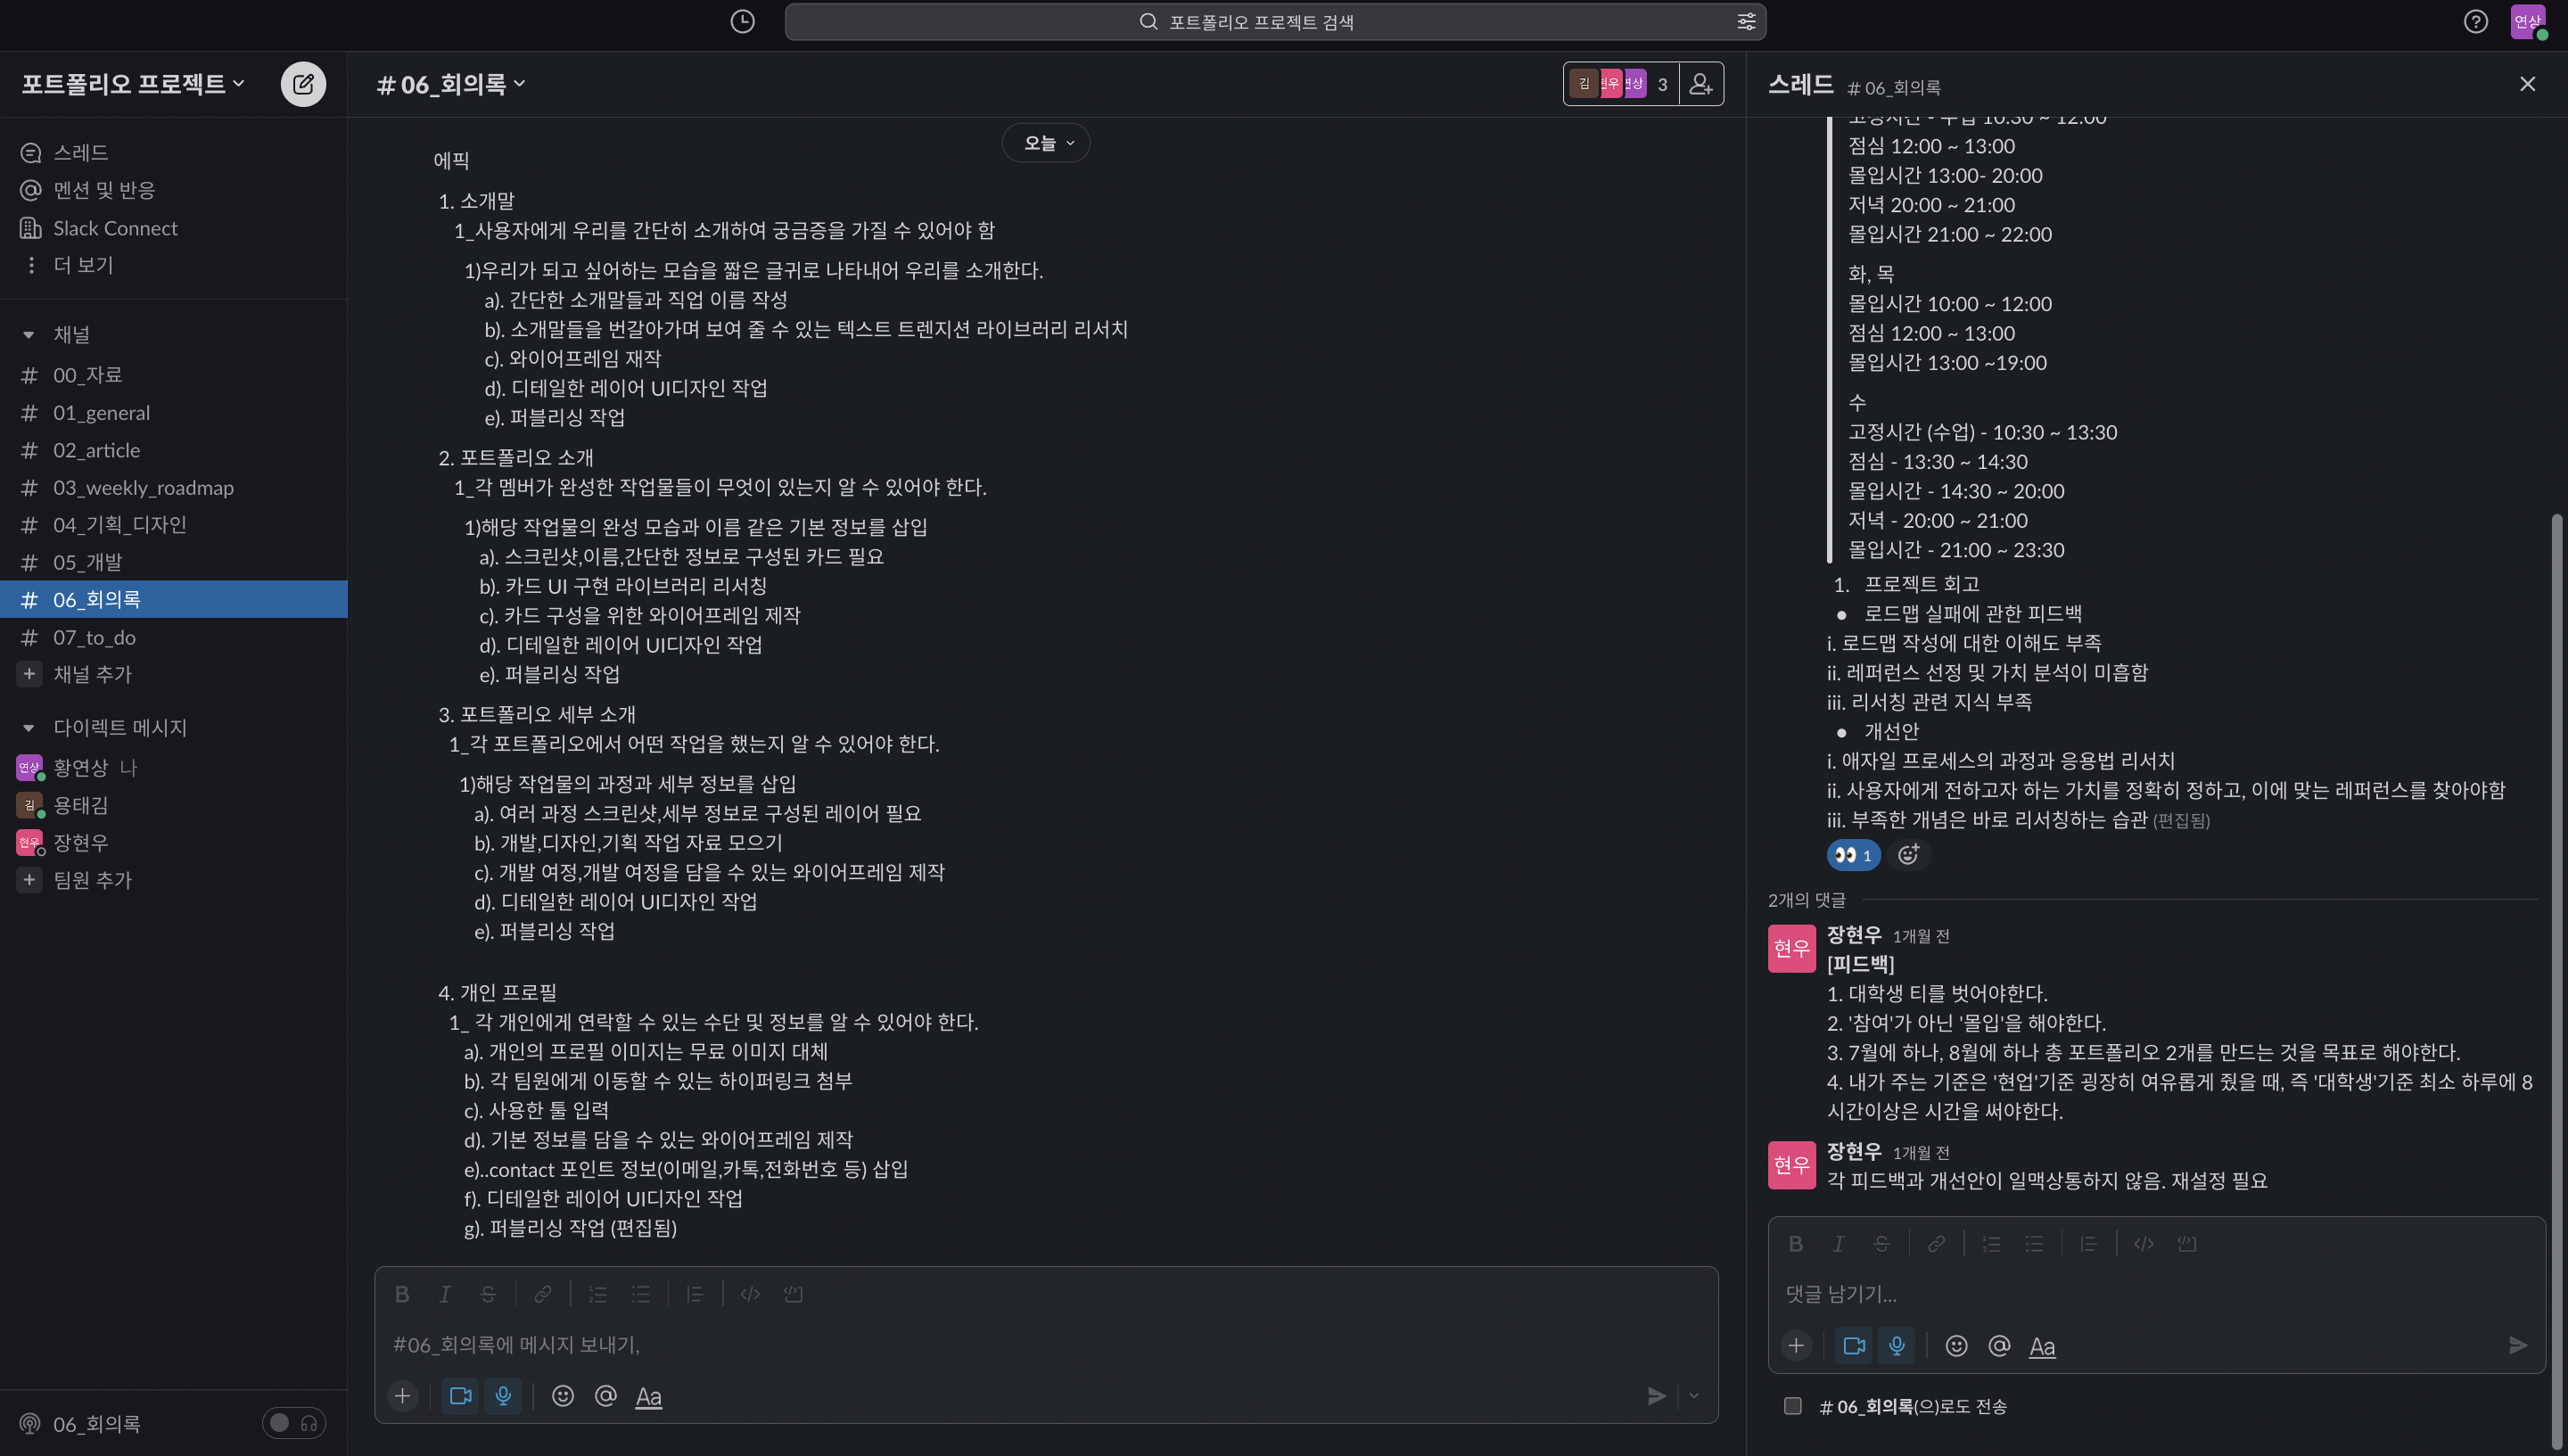 포트폴리오 프로젝트 검색
연상
포트폴리오 프로젝트
스레드
멘션 및 반응
Slack Connect
더 보기
채널
# 00_자료
# 01_general
# 02_article
# 03_weekly_roadmap
# 04_기획_디자인
# 05_개발
# 06_회의록
# 07_to_do
+ 채널 추가
다이렉트 메시지
연상 황연상 나
김 용태김
현우 장현우
+ 팀원 추가
06_회의록
# 06_회의록
김 현우 연상 3
오늘
에픽
1. 소개말
1_사용자에게 우리를 간단히 소개하여 궁금증을 가질 수 있어야 함
1)우리가 되고 싶어하는 모습을 짧은 글귀로 나타내어 우리를 소개한다.
a). 간단한 소개말들과 직업 이름 작성
b). 소개말들을 번갈아가며 보여 줄 수 있는 텍스트 트렌지션 라이브러리 리서치
c). 와이어프레임 재작
d). 디테일한 레이어 UI디자인 작업
e). 퍼블리싱 작업
2. 포트폴리오 소개
1_각 멤버가 완성한 작업물들이 무엇이 있는지 알 수 있어야 한다.
1)해당 작업물의 완성 모습과 이름 같은 기본 정보를 삽입
a). 스크린샷,이름,간단한 정보로 구성된 카드 필요
b). 카드 UI 구현 라이브러리 리서칭
c). 카드 구성을 위한 와이어프레임 제작
d). 디테일한 레이어 UI디자인 작업
e). 퍼블리싱 작업
3. 포트폴리오 세부 소개
1_각 포트폴리오에서 어떤 작업을 했는지 알 수 있어야 한다.
1)해당 작업물의 과정과 세부 정보를 삽입
a). 여러 과정 스크린샷,세부 정보로 구성된 레이어 필요
b). 개발,디자인,기획 작업 자료 모으기
c). 개발 여정,개발 여정을 담을 수 있는 와이어프레임 제작
d). 디테일한 레이어 UI디자인 작업
e). 퍼블리싱 작업
4. 개인 프로필
1_ 각 개인에게 연락할 수 있는 수단 및 정보를 알 수 있어야 한다.
a). 개인의 프로필 이미지는 무료 이미지 대체
b). 각 팀원에게 이동할 수 있는 하이퍼링크 첨부
c). 사용한 툴 입력
d). 기본 정보를 담을 수 있는 와이어프레임 제작
e)..contact 포인트 정보(이메일,카톡,전화번호 등) 삽입
f). 디테일한 레이어 UI디자인 작업
g). 퍼블리싱 작업 (편집됨)
B I S
#06_회의록에 메시지 보내기,
+ @ Aa
스레드 # 06_회의록
고정시간 - 수업 10:30 ~ 12:00
점심 12:00 ~ 13:00
몰입시간 13:00- 20:00
저녁 20:00 ~ 21:00
몰입시간 21:00 ~ 22:00
화, 목
몰입시간 10:00 ~ 12:00
점심 12:00 ~ 13:00
몰입시간 13:00 ~19:00
수
고정시간 (수업) - 10:30 ~ 13:30
점심 - 13:30 ~ 14:30
몰입시간 - 14:30 ~ 20:00
저녁 - 20:00 ~ 21:00
몰입시간 - 21:00 ~ 23:30
1. 프로젝트 회고
• 로드맵 실패에 관한 피드백
i. 로드맵 작성에 대한 이해도 부족
ii. 레퍼런스 선정 및 가치 분석이 미흡함
iii. 리서칭 관련 지식 부족
• 개선안
i. 애자일 프로세스의 과정과 응용법 리서치
ii. 사용자에게 전하고자 하는 가치를 정확히 정하고, 이에 맞는 레퍼런스를 찾아야함
iii. 부족한 개념은 바로 리서칭하는 습관 (편집됨)
👀 1
2개의 댓글
현우
장현우 1개월 전
[피드백]
1. 대학생 티를 벗어야한다.
2. '참여'가 아닌 '몰입'을 해야한다.
3. 7월에 하나, 8월에 하나 총 포트폴리오 2개를 만드는 것을 목표로 해야한다.
4. 내가 주는 기준은 '현업'기준 굉장히 여유롭게 줬을 때, 즉 '대학생'기준 최소 하루에 8
시간이상은 시간을 써야한다.
현우
장현우 1개월 전
각 피드백과 개선안이 일맥상통하지 않음. 재설정 필요
B I S
댓글 남기기...
+ @ Aa
# 06_회의록(으)로도 전송